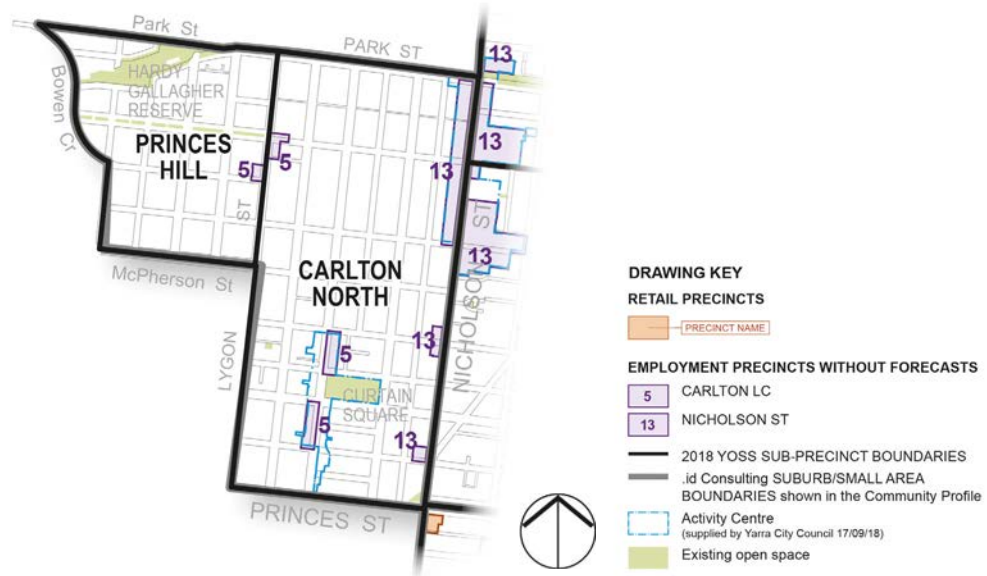 Park St
PARK ST
Bowen Cr
HARDY
GALLAGHER
RESERVE
PRINCES
HILL
5
5
ST
13
13
13
13
McPherson St
CARLTON
NORTH
LYGON
NICHOLSON ST
13
5
CURTAIN
SQUARE
5
13
PRINCES ST
DRAWING KEY
RETAIL PRECINCTS
PRECINCT NAME
EMPLOYMENT PRECINCTS WITHOUT FORECASTS
5 CARLTON LC
13 NICHOLSON ST
2018 YOSS SUB-PRECINCT BOUNDARIES
.id Consulting SUBURB/SMALL AREA
BOUNDARIES shown in the Community Profile
Activity Centre
(supplied by Yarra City Council 17/09/18)
Existing open space